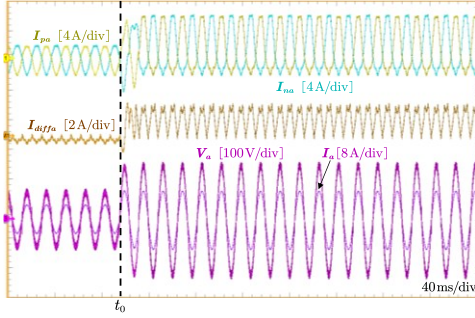 I_pa [4A/div]
I_na [4A/div]
I_diffa [2A/div]
V_a [100V/div] I_a [8A/div]
40ms/div
t_0